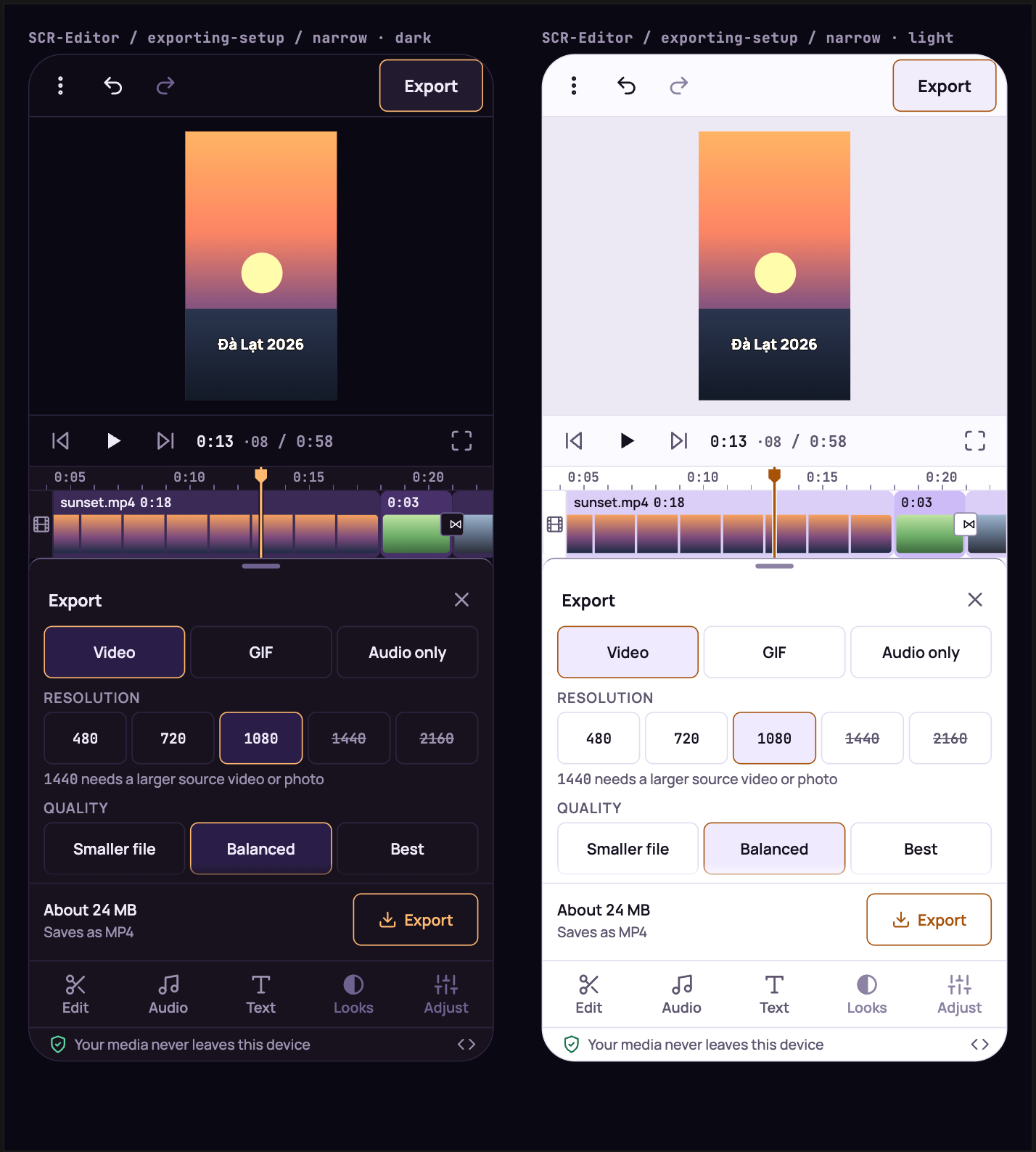 SCR-Editor / exporting-setup / narrow · dark
Export
Đà Lạt 2026
0:13 ·08 / 0:58
0:05 0:10 0:15 0:20
sunset.mp4 0:18 0:03
Export
Video GIF Audio only
RESOLUTION
480 720 1080 1440 2160
1440 needs a larger source video or photo
QUALITY
Smaller file Balanced Best
About 24 MB
Saves as MP4
Export
Edit Audio Text Looks Adjust
Your media never leaves this device
SCR-Editor / exporting-setup / narrow · light
Export
Đà Lạt 2026
0:13 ·08 / 0:58
0:05 0:10 0:15 0:20
sunset.mp4 0:18 0:03
Export
Video GIF Audio only
RESOLUTION
480 720 1080 1440 2160
1440 needs a larger source video or photo
QUALITY
Smaller file Balanced Best
About 24 MB
Saves as MP4
Export
Edit Audio Text Looks Adjust
Your media never leaves this device